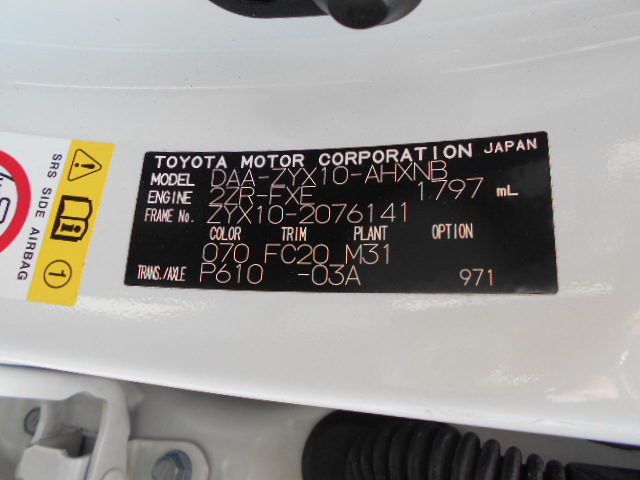 TOYOTA MOTOR CORPORATION JAPAN
MODEL DAA-ZYX10-AHXNB
ENGINE 2ZR-FXE 1797 mL
FRAME No. ZYX10-2076141
COLOR TRIM PLANT OPTION
070 FC20 M31
TRANS./AXLE P610 -03A 971
SRS SIDE AIRBAG
1